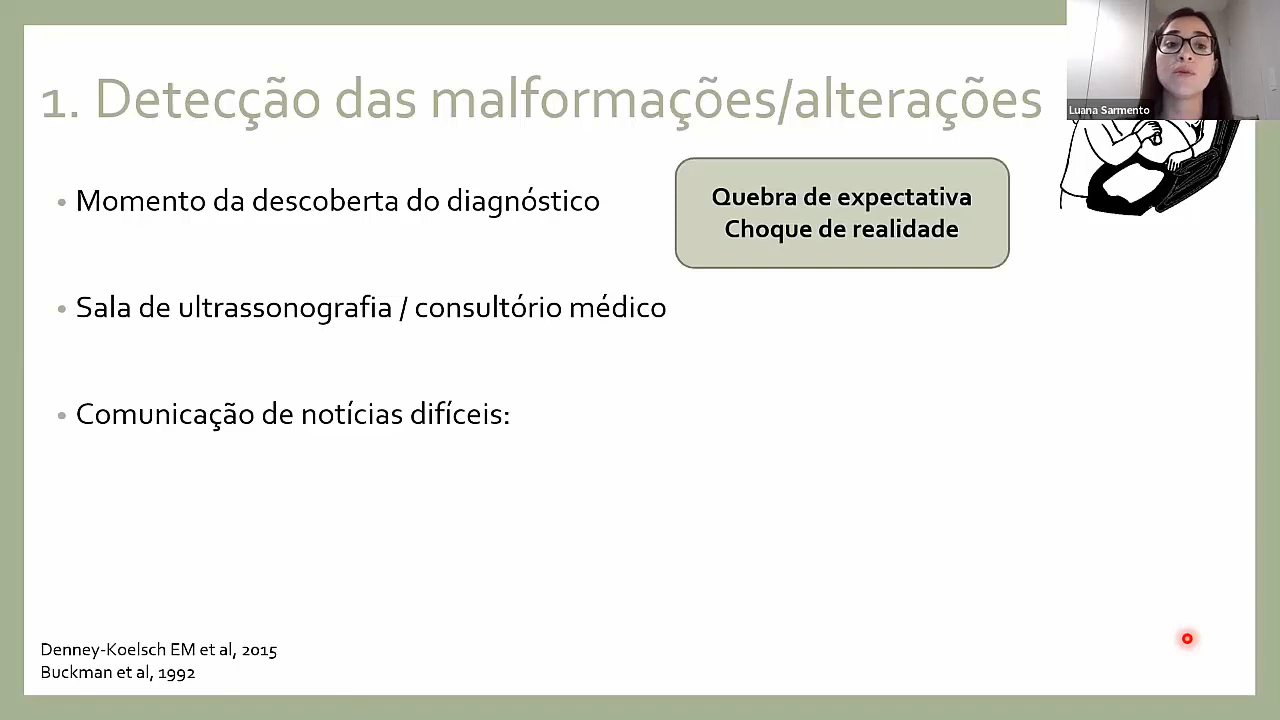 1. Detecção das malformações/alterações
Luana Sarmento
• Momento da descoberta do diagnóstico
Quebra de expectativa
Choque de realidade
• Sala de ultrassonografia / consultório médico
• Comunicação de notícias difíceis:
Denney-Koelsch EM et al, 2015
Buckman et al, 1992